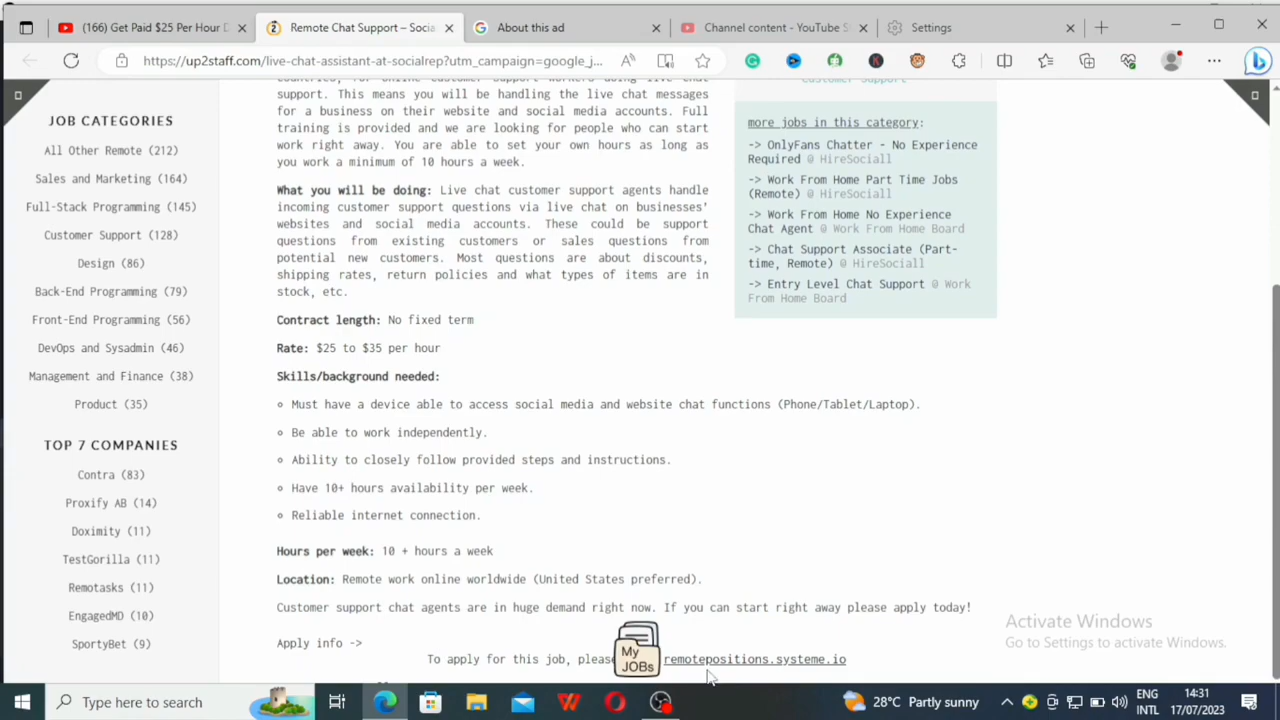 (166) Get Paid $25 Per Hour D
Remote Chat Support – Socia
About this ad
Channel content - YouTube S
Settings
https://up2staff.com/live-chat-assistant-at-socialrep?utm_campaign=google_j...
JOB CATEGORIES
All Other Remote (212)
Sales and Marketing (164)
Full-Stack Programming (145)
Customer Support (128)
Design (86)
Back-End Programming (79)
Front-End Programming (56)
DevOps and Sysadmin (46)
Management and Finance (38)
Product (35)
TOP 7 COMPANIES
Contra (83)
Proxify AB (14)
Doximity (11)
TestGorilla (11)
Remotasks (11)
EngagedMD (10)
SportyBet (9)
countries, for online customer support workers doing live chat
support. This means you will be handling the live chat messages
for a business on their website and social media accounts. Full
training is provided and we are looking for people who can start
work right away. You are able to set your own hours as long as
you work a minimum of 10 hours a week.
What you will be doing: Live chat customer support agents handle
incoming customer support questions via live chat on businesses’
websites and social media accounts. These could be support
questions from existing customers or sales questions from
potential new customers. Most questions are about discounts,
shipping rates, return policies and what types of items are in
stock, etc.
Contract length: No fixed term
Rate: $25 to $35 per hour
Skills/background needed:
Must have a device able to access social media and website chat functions (Phone/Tablet/Laptop).
Be able to work independently.
Ability to closely follow provided steps and instructions.
Have 10+ hours availability per week.
Reliable internet connection.
Hours per week: 10 + hours a week
Location: Remote work online worldwide (United States preferred).
Customer support chat agents are in huge demand right now. If you can start right away please apply today!
Apply info ->
To apply for this job, please remotepositions.systeme.io
My
JOBs
Customer Support
more jobs in this category:
-> OnlyFans Chatter - No Experience
Required @ HireSociall
-> Work From Home Part Time Jobs
(Remote) @ HireSociall
-> Work From Home No Experience
Chat Agent @ Work From Home Board
-> Chat Support Associate (Part-
time, Remote) @ HireSociall
-> Entry Level Chat Support @ Work
From Home Board
Activate Windows
Go to Settings to activate Windows.
Type here to search
28°C Partly sunny
ENG
INTL
14:31
17/07/2023